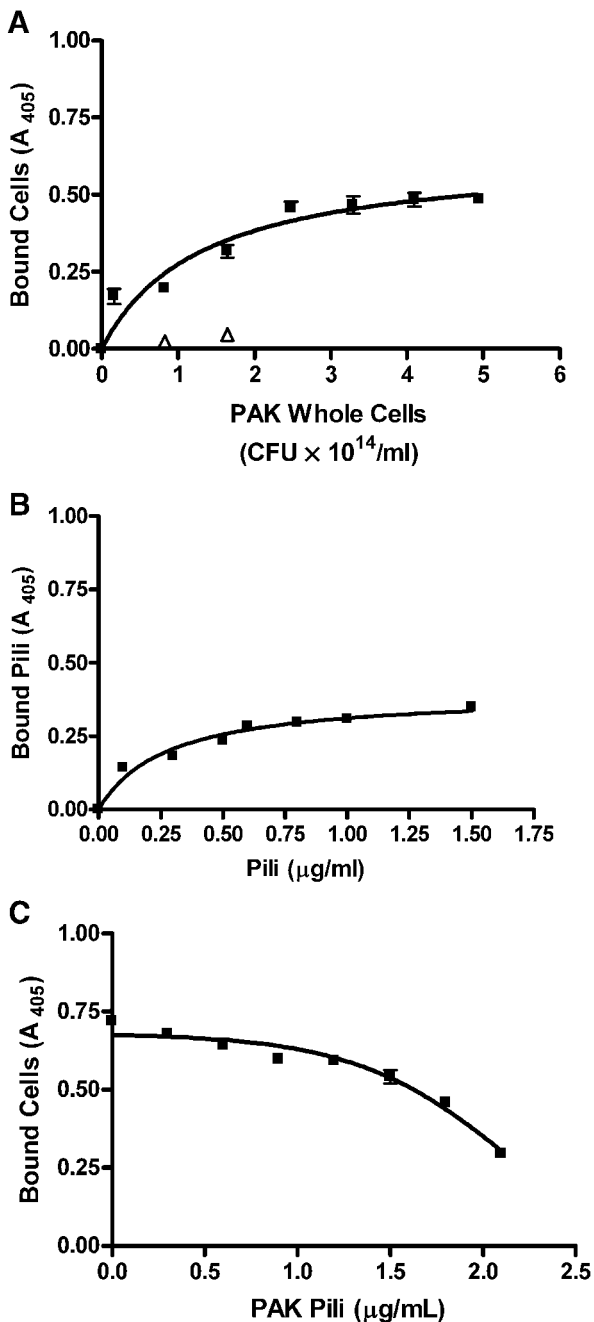 A
Bound Cells (A 405)
1.00
0.75
0.50
0.25
0.00
0 1 2 3 4 5 6
PAK Whole Cells
(CFU × 10^14/ml)
B
Bound Pili (A 405)
1.00
0.75
0.50
0.25
0.00
0.00 0.25 0.50 0.75 1.00 1.25 1.50 1.75
Pili (μg/ml)
C
Bound Cells (A 405)
1.00
0.75
0.50
0.25
0.00
0.0 0.5 1.0 1.5 2.0 2.5
PAK Pili (μg/mL)